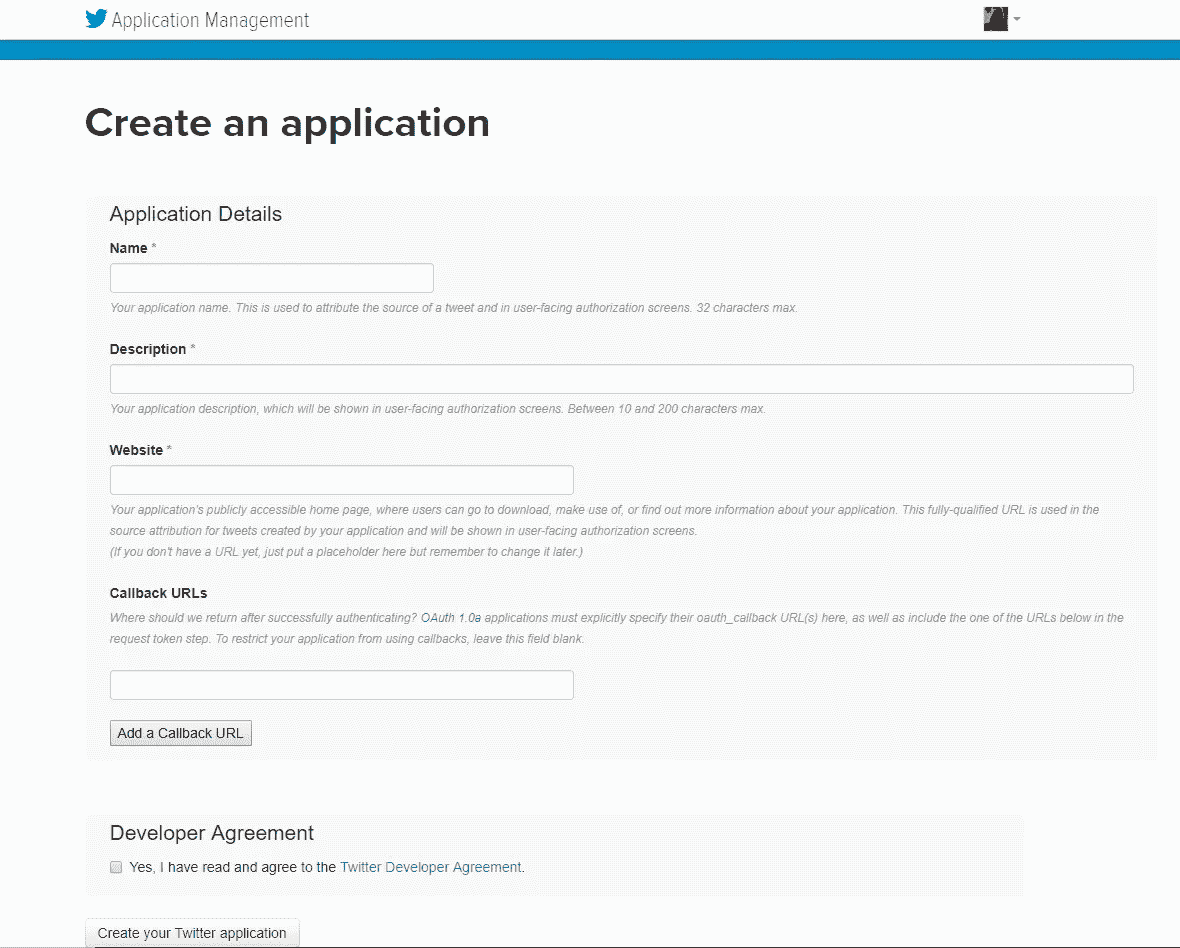 Application Management
Create an application
Application Details
Name *
Your application name. This is used to attribute the source of a tweet and in user-facing authorization screens. 32 characters max.
Description *
Your application description, which will be shown in user-facing authorization screens. Between 10 and 200 characters max.
Website *
Your application's publicly accessible home page, where users can go to download, make use of, or find out more information about your application. This fully-qualified URL is used in the
source attribution for tweets created by your application and will be shown in user-facing authorization screens.
(If you don't have a URL yet, just put a placeholder here but remember to change it later.)
Callback URLs
Where should we return after successfully authenticating? OAuth 1.0a applications must explicitly specify their oauth_callback URL(s) here, as well as include the one of the URLs below in the
request token step. To restrict your application from using callbacks, leave this field blank.
Add a Callback URL
Developer Agreement
Yes, I have read and agree to the Twitter Developer Agreement.
Create your Twitter application